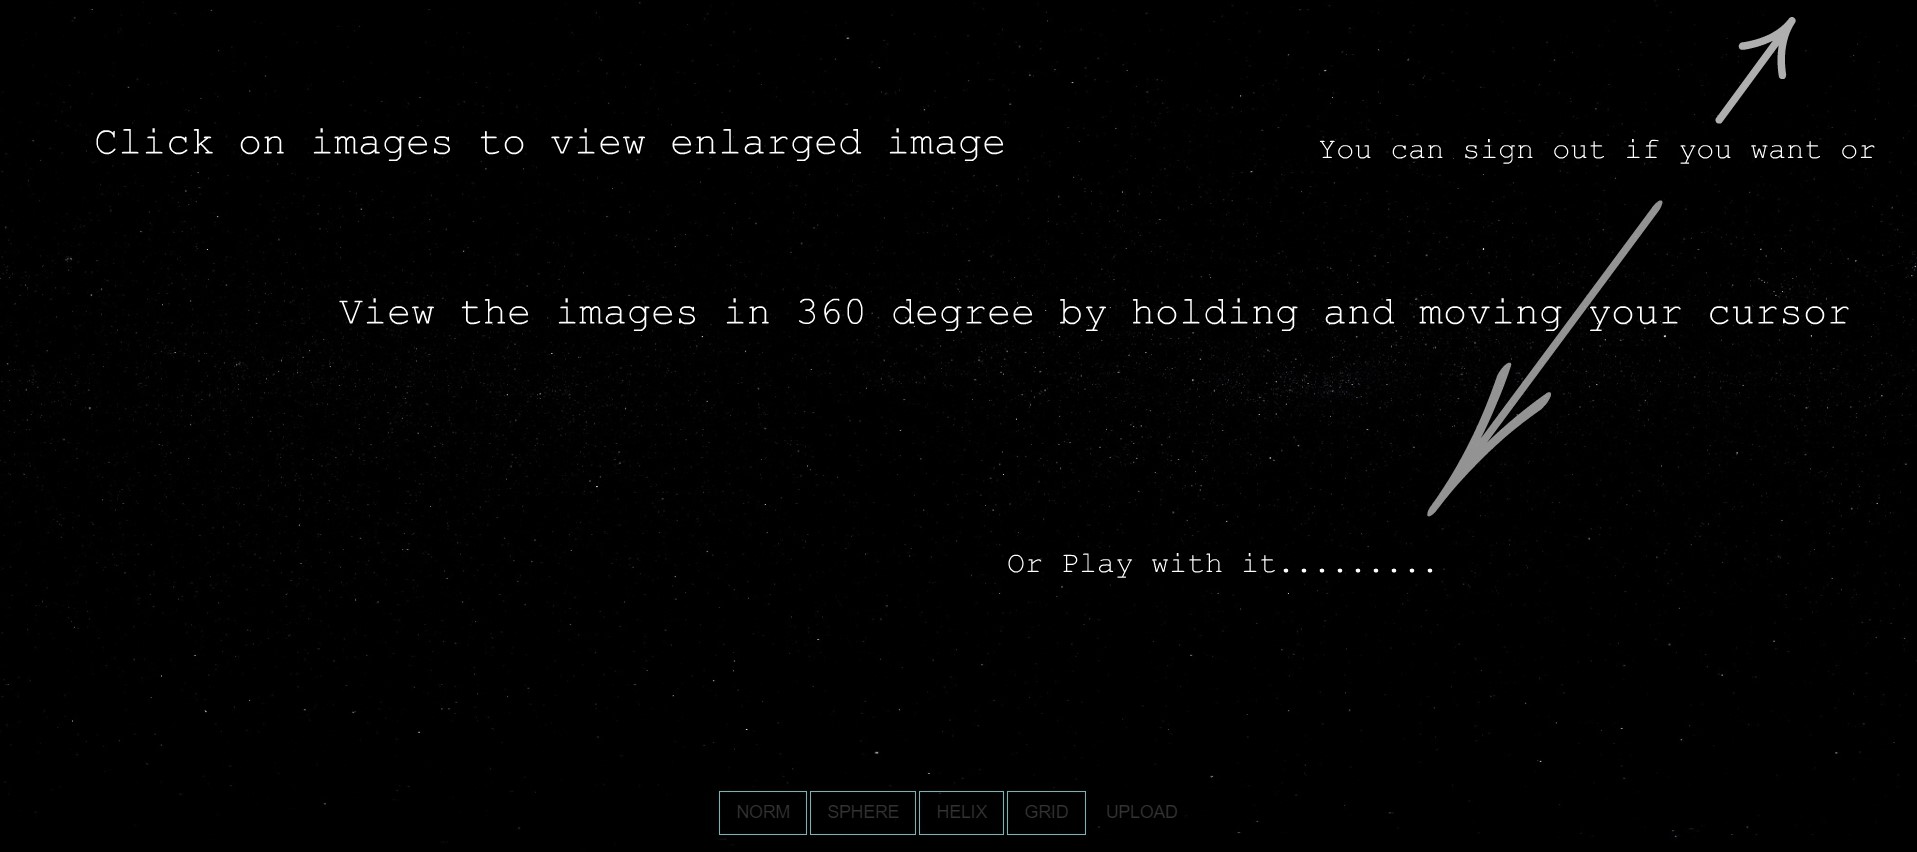 Click on images to view enlarged image
You can sign out if you want or
View the images in 360 degree by holding and moving your cursor
Or Play with it.........
NORM SPHERE HELIX GRID UPLOAD